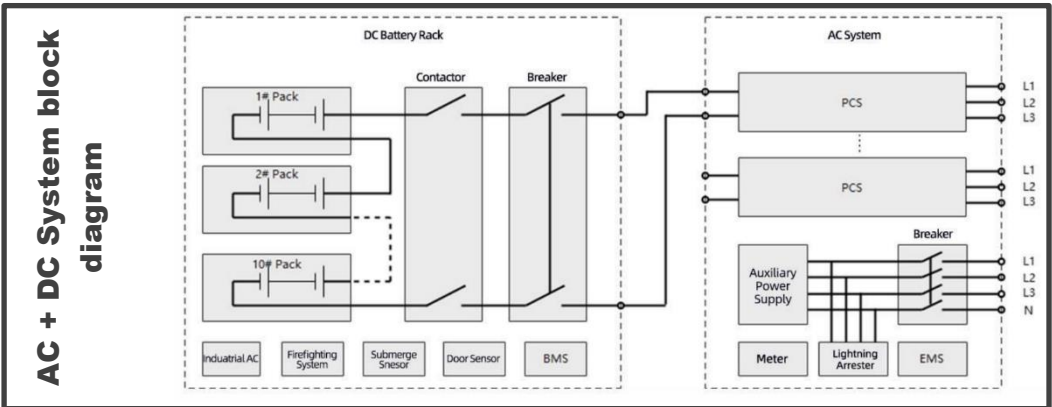 AC + DC System block
diagram
DC Battery Rack
Contactor
Breaker
1# Pack
2# Pack
10# Pack
Induatrial AC
Firefighting
System
Submerge
Snesor
Door Sensor
BMS
AC System
PCS
L1
L2
L3
PCS
L1
L2
L3
Breaker
Auxiliary
Power
Supply
L1
L2
L3
N
Meter
Lightning
Arrester
EMS